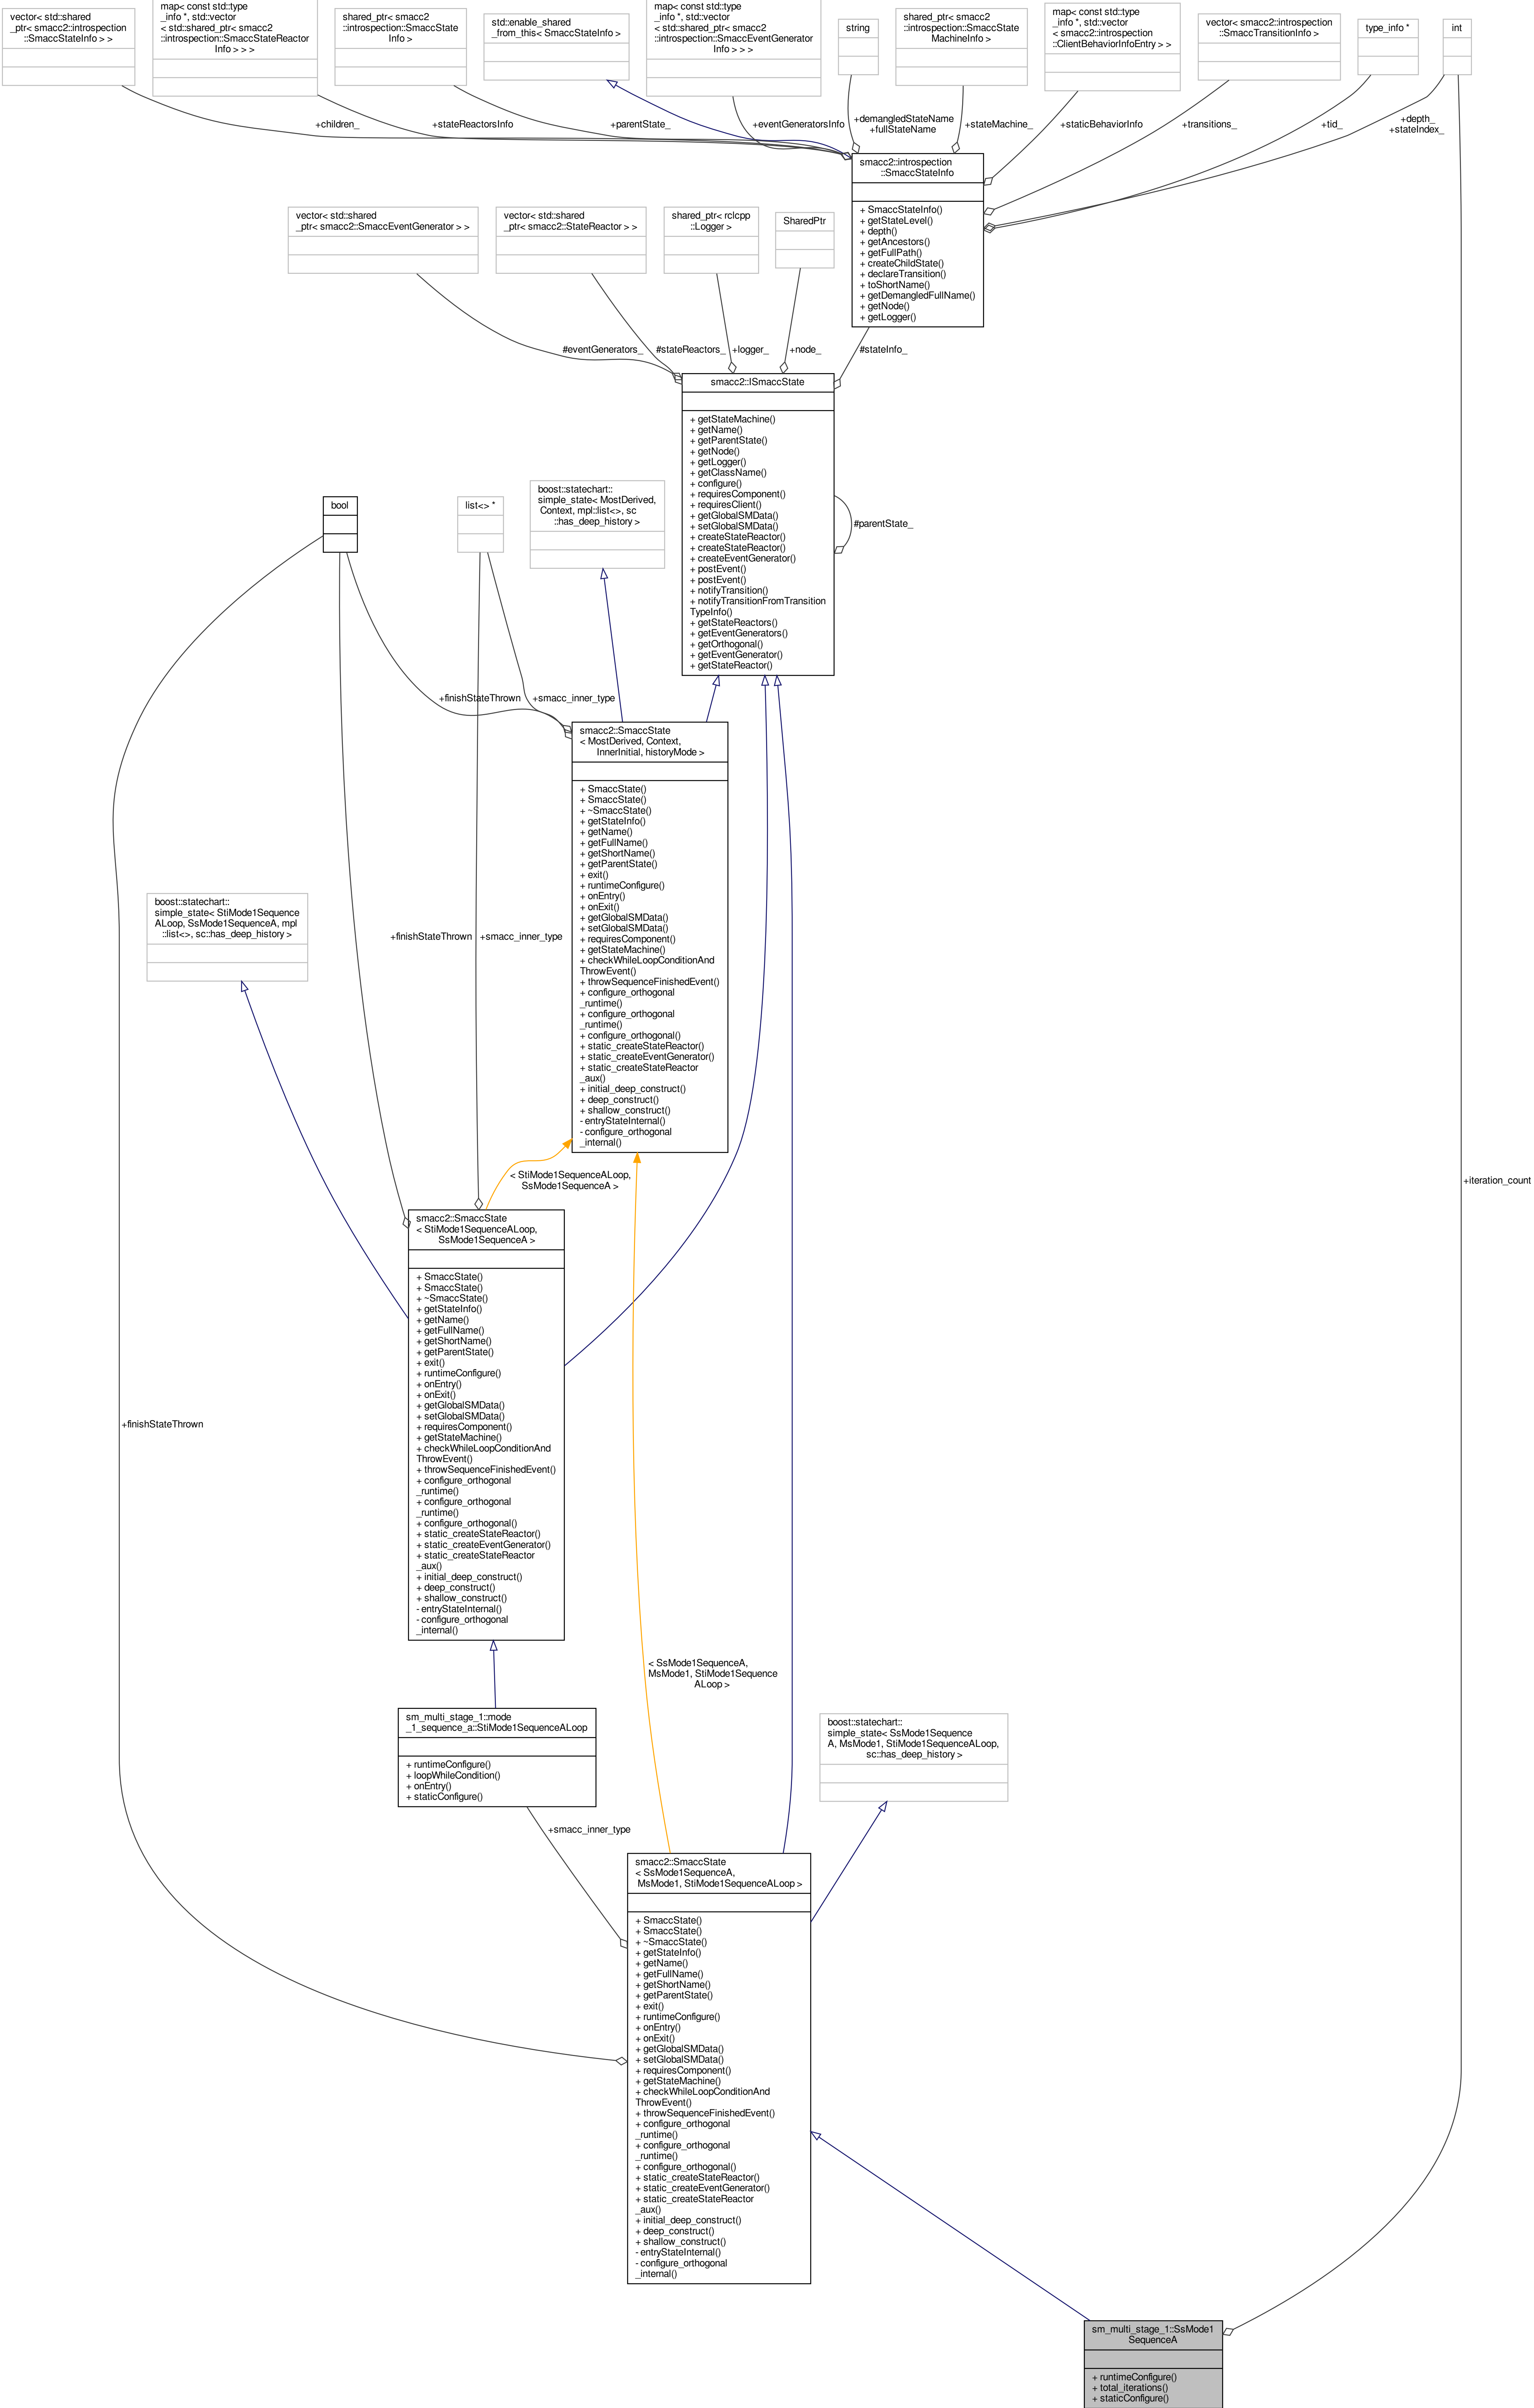 vector< std::shared
_ptr< smacc2::introspection
::SmaccStateInfo > >
map< const std::type
_info *, std::vector
< std::shared_ptr< smacc2
::introspection::SmaccStateReactor
Info > > >
shared_ptr< smacc2
::introspection::SmaccState
Info >
std::enable_shared
_from_this< SmaccStateInfo >
map< const std::type
_info *, std::vector
< std::shared_ptr< smacc2
::introspection::SmaccEventGenerator
Info > > >
string
shared_ptr< smacc2
::introspection::SmaccState
MachineInfo >
map< const std::type
_info *, std::vector
< smacc2::introspection
::ClientBehaviorInfoEntry > >
vector< smacc2::introspection
::SmaccTransitionInfo >
type_info *
int
+children_
+stateReactorsInfo
+parentState_
+eventGeneratorsInfo
+demangledStateName
+fullStateName
+stateMachine_
+staticBehaviorInfo
+transitions_
+tid_
+depth_
+stateIndex_
smacc2::introspection
::SmaccStateInfo
+ SmaccStateInfo()
+ getStateLevel()
+ depth()
+ getAncestors()
+ getFullPath()
+ createChildState()
+ declareTransition()
+ toShortName()
+ getDemangledFullName()
+ getNode()
+ getLogger()
vector< std::shared
_ptr< smacc2::SmaccEventGenerator > >
vector< std::shared
_ptr< smacc2::StateReactor > >
shared_ptr< rclcpp
::Logger >
SharedPtr
#eventGenerators_
#stateReactors_
+logger_
+node_
#stateInfo_
smacc2::ISmaccState
+ getStateMachine()
+ getName()
+ getParentState()
+ getNode()
+ getLogger()
+ getClassName()
+ configure()
+ requiresComponent()
+ requiresClient()
+ getGlobalSMData()
+ setGlobalSMData()
+ createStateReactor()
+ createStateReactor()
+ createEventGenerator()
+ postEvent()
+ postEvent()
+ notifyTransition()
+ notifyTransitionFromTransition
TypeInfo()
+ getStateReactors()
+ getEventGenerators()
+ getOrthogonal()
+ getEventGenerator()
+ getStateReactor()
#parentState_
bool
list<> *
boost::statechart::
simple_state< MostDerived,
Context, mpl::list<>, sc
::has_deep_history >
+finishStateThrown
+smacc_inner_type
smacc2::SmaccState
< MostDerived, Context,
InnerInitial, historyMode >
+ SmaccState()
+ SmaccState()
+ ~SmaccState()
+ getStateInfo()
+ getName()
+ getFullName()
+ getShortName()
+ getParentState()
+ exit()
+ runtimeConfigure()
+ onEntry()
+ onExit()
+ getGlobalSMData()
+ setGlobalSMData()
+ requiresComponent()
+ getStateMachine()
+ checkWhileLoopConditionAnd
ThrowEvent()
+ throwSequenceFinishedEvent()
+ configure_orthogonal
_runtime()
+ configure_orthogonal
_runtime()
+ configure_orthogonal()
+ static_createStateReactor()
+ static_createEventGenerator()
+ static_createStateReactor
_aux()
+ initial_deep_construct()
+ deep_construct()
+ shallow_construct()
- entryStateInternal()
- configure_orthogonal
_internal()
boost::statechart::
simple_state< StiMode1Sequence
ALoop, SsMode1SequenceA, mpl
::list<>, sc::has_deep_history >
+finishStateThrown
+smacc_inner_type
< StiMode1SequenceALoop,
SsMode1SequenceA >
+iteration_count
smacc2::SmaccState
< StiMode1SequenceALoop,
SsMode1SequenceA >
+ SmaccState()
+ SmaccState()
+ ~SmaccState()
+ getStateInfo()
+ getName()
+ getFullName()
+ getShortName()
+ getParentState()
+ exit()
+ runtimeConfigure()
+ onEntry()
+ onExit()
+ getGlobalSMData()
+ setGlobalSMData()
+ requiresComponent()
+ getStateMachine()
+ checkWhileLoopConditionAnd
ThrowEvent()
+ throwSequenceFinishedEvent()
+ configure_orthogonal
_runtime()
+ configure_orthogonal
_runtime()
+ configure_orthogonal()
+ static_createStateReactor()
+ static_createEventGenerator()
+ static_createStateReactor
_aux()
+ initial_deep_construct()
+ deep_construct()
+ shallow_construct()
- entryStateInternal()
- configure_orthogonal
_internal()
+finishStateThrown
< SsMode1SequenceA,
MsMode1, StiMode1Sequence
ALoop >
sm_multi_stage_1::mode
_1_sequence_a::StiMode1SequenceALoop
+ runtimeConfigure()
+ loopWhileCondition()
+ onEntry()
+ staticConfigure()
boost::statechart::
simple_state< SsMode1Sequence
A, MsMode1, StiMode1SequenceALoop,
sc::has_deep_history >
+smacc_inner_type
smacc2::SmaccState
< SsMode1SequenceA,
MsMode1, StiMode1SequenceALoop >
+ SmaccState()
+ SmaccState()
+ ~SmaccState()
+ getStateInfo()
+ getName()
+ getFullName()
+ getShortName()
+ getParentState()
+ exit()
+ runtimeConfigure()
+ onEntry()
+ onExit()
+ getGlobalSMData()
+ setGlobalSMData()
+ requiresComponent()
+ getStateMachine()
+ checkWhileLoopConditionAnd
ThrowEvent()
+ throwSequenceFinishedEvent()
+ configure_orthogonal
_runtime()
+ configure_orthogonal
_runtime()
+ configure_orthogonal()
+ static_createStateReactor()
+ static_createEventGenerator()
+ static_createStateReactor
_aux()
+ initial_deep_construct()
+ deep_construct()
+ shallow_construct()
- entryStateInternal()
- configure_orthogonal
_internal()
sm_multi_stage_1::SsMode1
SequenceA
+ runtimeConfigure()
+ total_iterations()
+ staticConfigure()